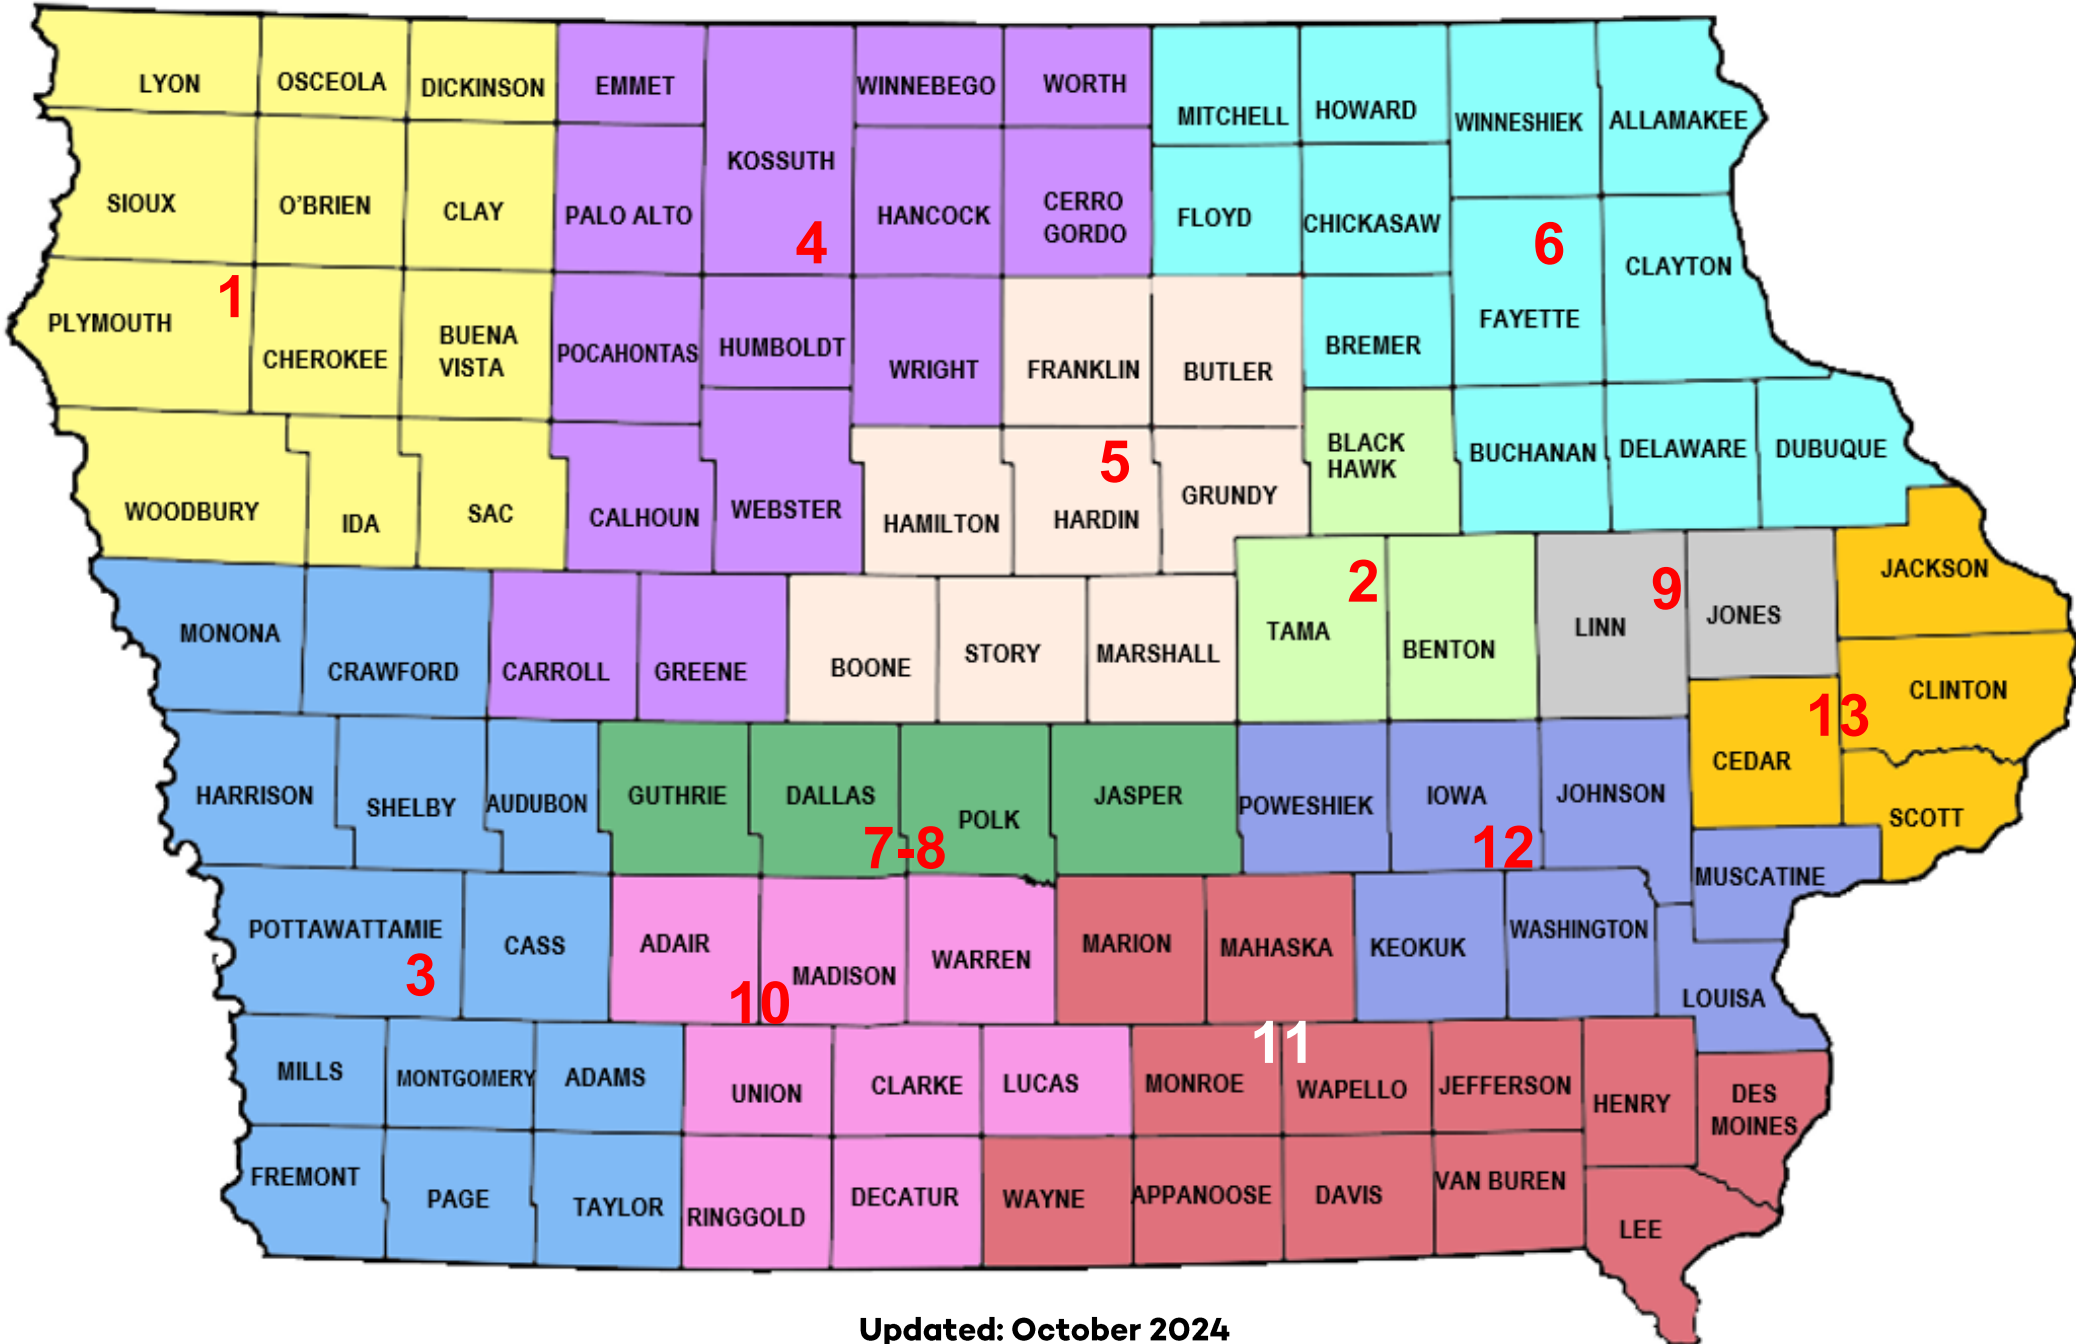 LYON
OSCEOLA
DICKINSON
EMMET
KOSSUTH
WINNEBEGO
WORTH
MITCHELL
HOWARD
WINNESHIEK
ALLAMAKEE
SIOUX
O'BRIEN
CLAY
PALO ALTO
4
HANCOCK
CERRO
GORDO
FLOYD
CHICKASAW
6
FAYETTE
CLAYTON
PLYMOUTH
1
CHEROKEE
BUENA
VISTA
POCAHONTAS
HUMBOLDT
WRIGHT
FRANKLIN
BUTLER
BREMER
WOODBURY
IDA
SAC
CALHOUN
WEBSTER
HAMILTON
5
HARDIN
GRUNDY
BLACK
HAWK
BUCHANAN
DELAWARE
DUBUQUE
MONONA
CRAWFORD
CARROLL
GREENE
BOONE
STORY
MARSHALL
TAMA
2
BENTON
LINN
9
JONES
JACKSON
CLINTON
13
CEDAR
SCOTT
HARRISON
SHELBY
AUDUBON
GUTHRIE
DALLAS
7-8
POLK
JASPER
POWESHIEK
IOWA
12
JOHNSON
MUSCATINE
POTTAWATTAMIE
3
CASS
ADAIR
10
MADISON
WARREN
MARION
MAHASKA
KEOKUK
WASHINGTON
LOUISA
11
MILLS
MONTGOMERY
ADAMS
UNION
CLARKE
LUCAS
MONROE
WAPELLO
JEFFERSON
HENRY
DES
MOINES
FREMONT
PAGE
TAYLOR
RINGGOLD
DECATUR
WAYNE
APPANOOSE
DAVIS
VAN BUREN
LEE
Updated: October 2024